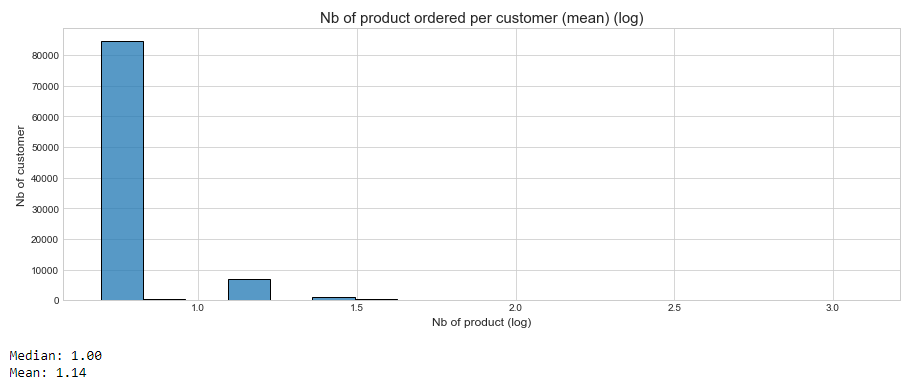 Nb of product ordered per customer (mean) (log)
Nb of customer
80000
70000
60000
50000
40000
30000
20000
10000
0
1.0 1.5 2.0 2.5 3.0
Nb of product (log)
Median: 1.00
Mean: 1.14